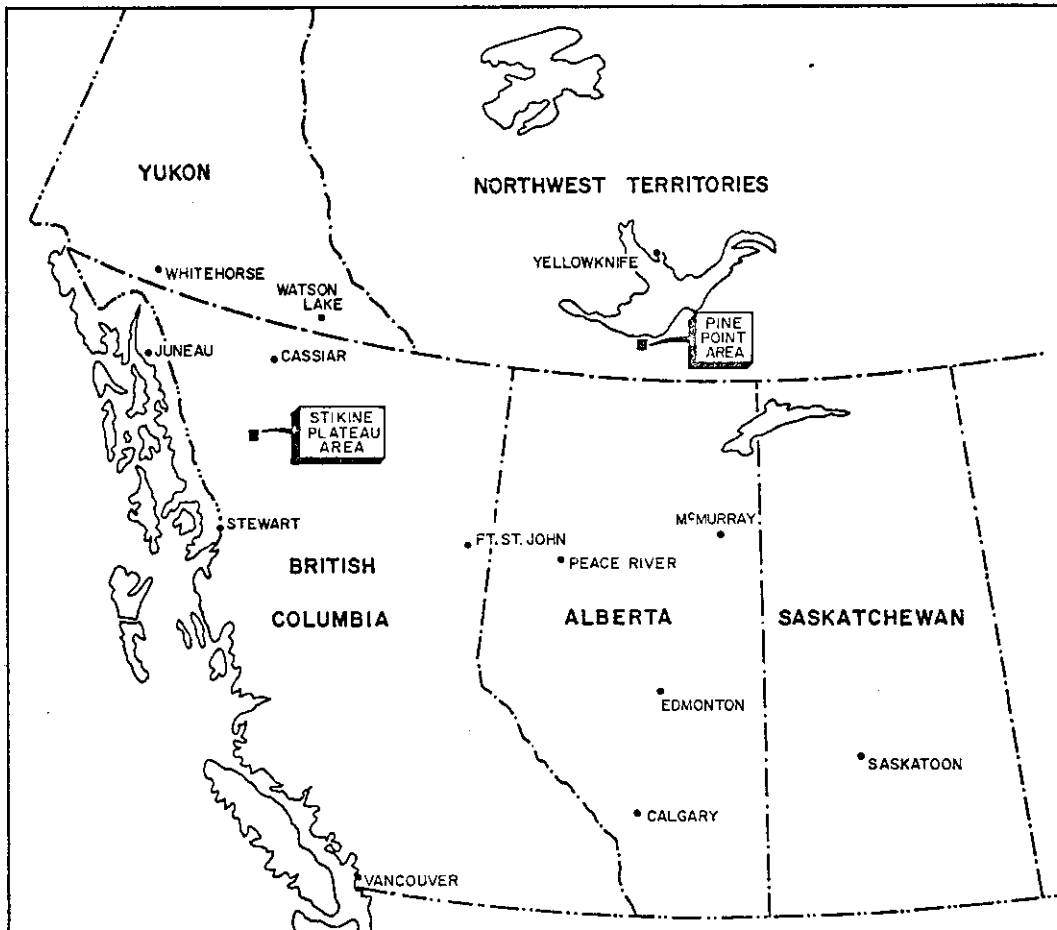 YUKON
NORTHWEST TERRITORIES
YELLOWKNIFE
WHITEHORSE
WATSON
LAKE
PINE
POINT
AREA
JUNEAU
CASSIAR
STIKINE
PLATEAU
AREA
STEWART
FT. ST. JOHN
McMURRAY
PEACE RIVER
BRITISH
COLUMBIA
ALBERTA
SASKATCHEWAN
EDMONTON
SASKATOON
CALGARY
VANCOUVER